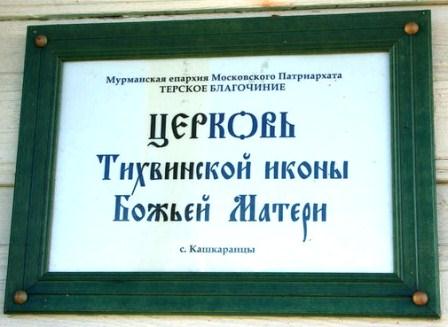 Мурманская епархия Московского Патриархата
ТЕРСКОЕ БЛАГОЧИНИЕ
ЦЕРКОВЬ
Тихвинской иконы
Божьей Матери
с. Кашкаранцы